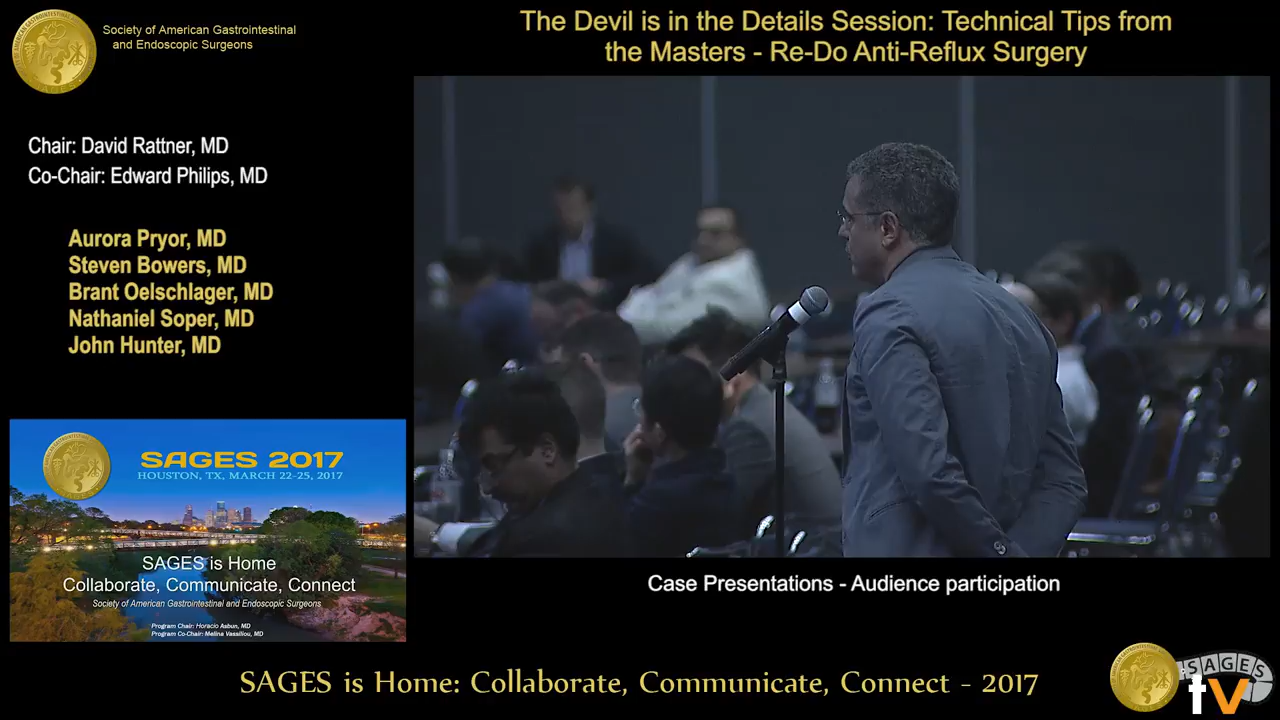 Society of American Gastrointestinal
and Endoscopic Surgeons
The Devil is in the Details Session: Technical Tips from
the Masters - Re-Do Anti-Reflux Surgery
Chair: David Rattner, MD
Co-Chair: Edward Philips, MD
Aurora Pryor, MD
Steven Bowers, MD
Brant Oelschlager, MD
Nathaniel Soper, MD
John Hunter, MD
SAGES 2017
HOUSTON, TX, MARCH 22-25, 2017
SAGES is Home
Collaborate, Communicate, Connect
Society of American Gastrointestinal and Endoscopic Surgeons
Program Chair: Horacio Asbun, MD
Program Co-Chair: Melina Vassiliou, MD
Case Presentations - Audience participation
SAGES is Home: Collaborate, Communicate, Connect - 2017
SAGES
tv